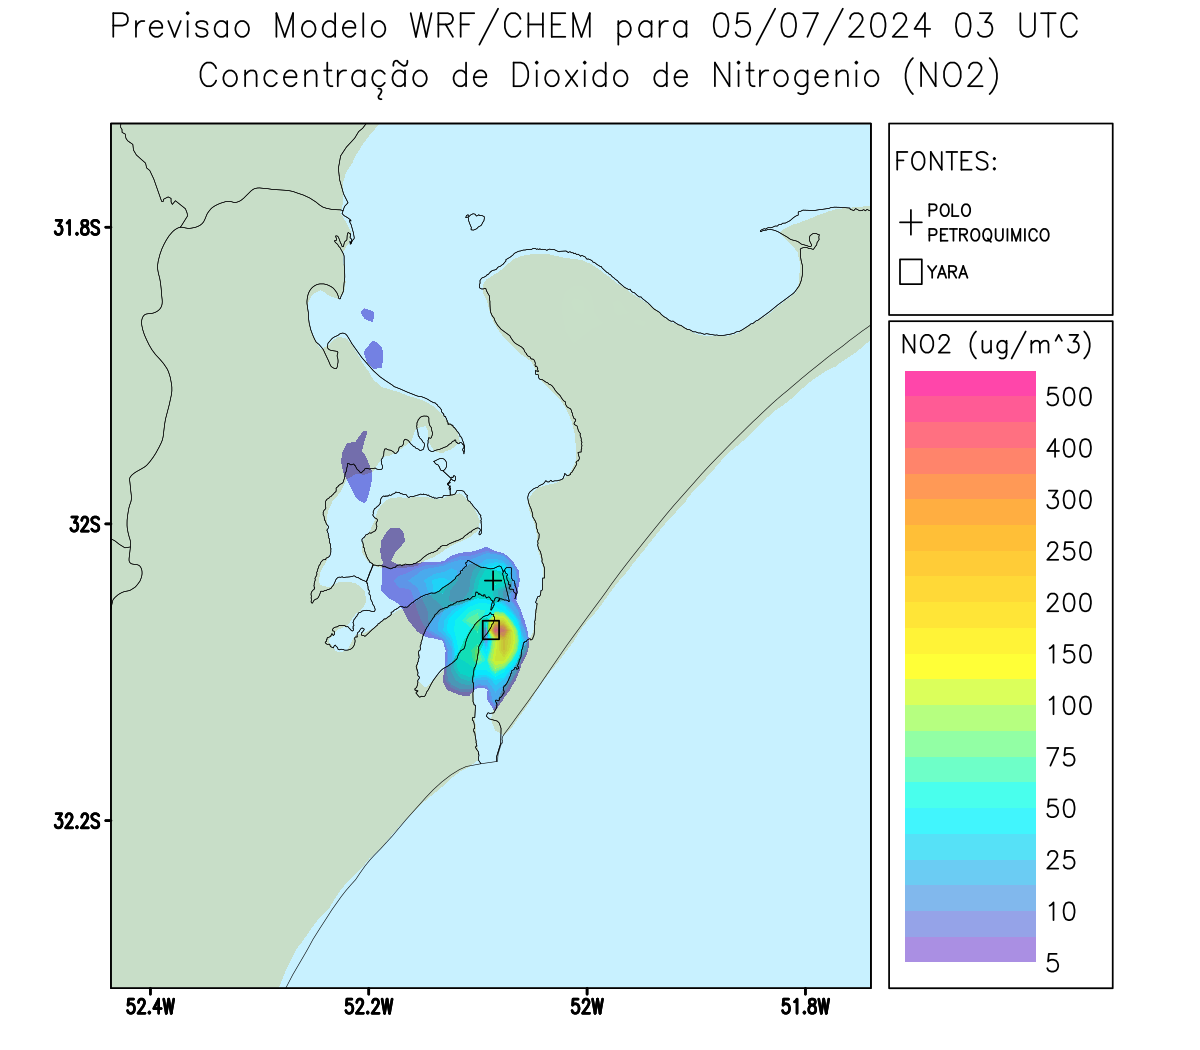 Previsao Modelo WRF/CHEM para 05/07/2024 03 UTC
Concentração de Dioxido de Nitrogenio (NO2)
FONTES:
POLO
PETROQUIMICO
YARA
NO2 (ug/m^3)
500
400
300
250
200
150
100
75
50
25
10
5
31.8S
32S
32.2S
52.4W
52.2W
52W
51.8W